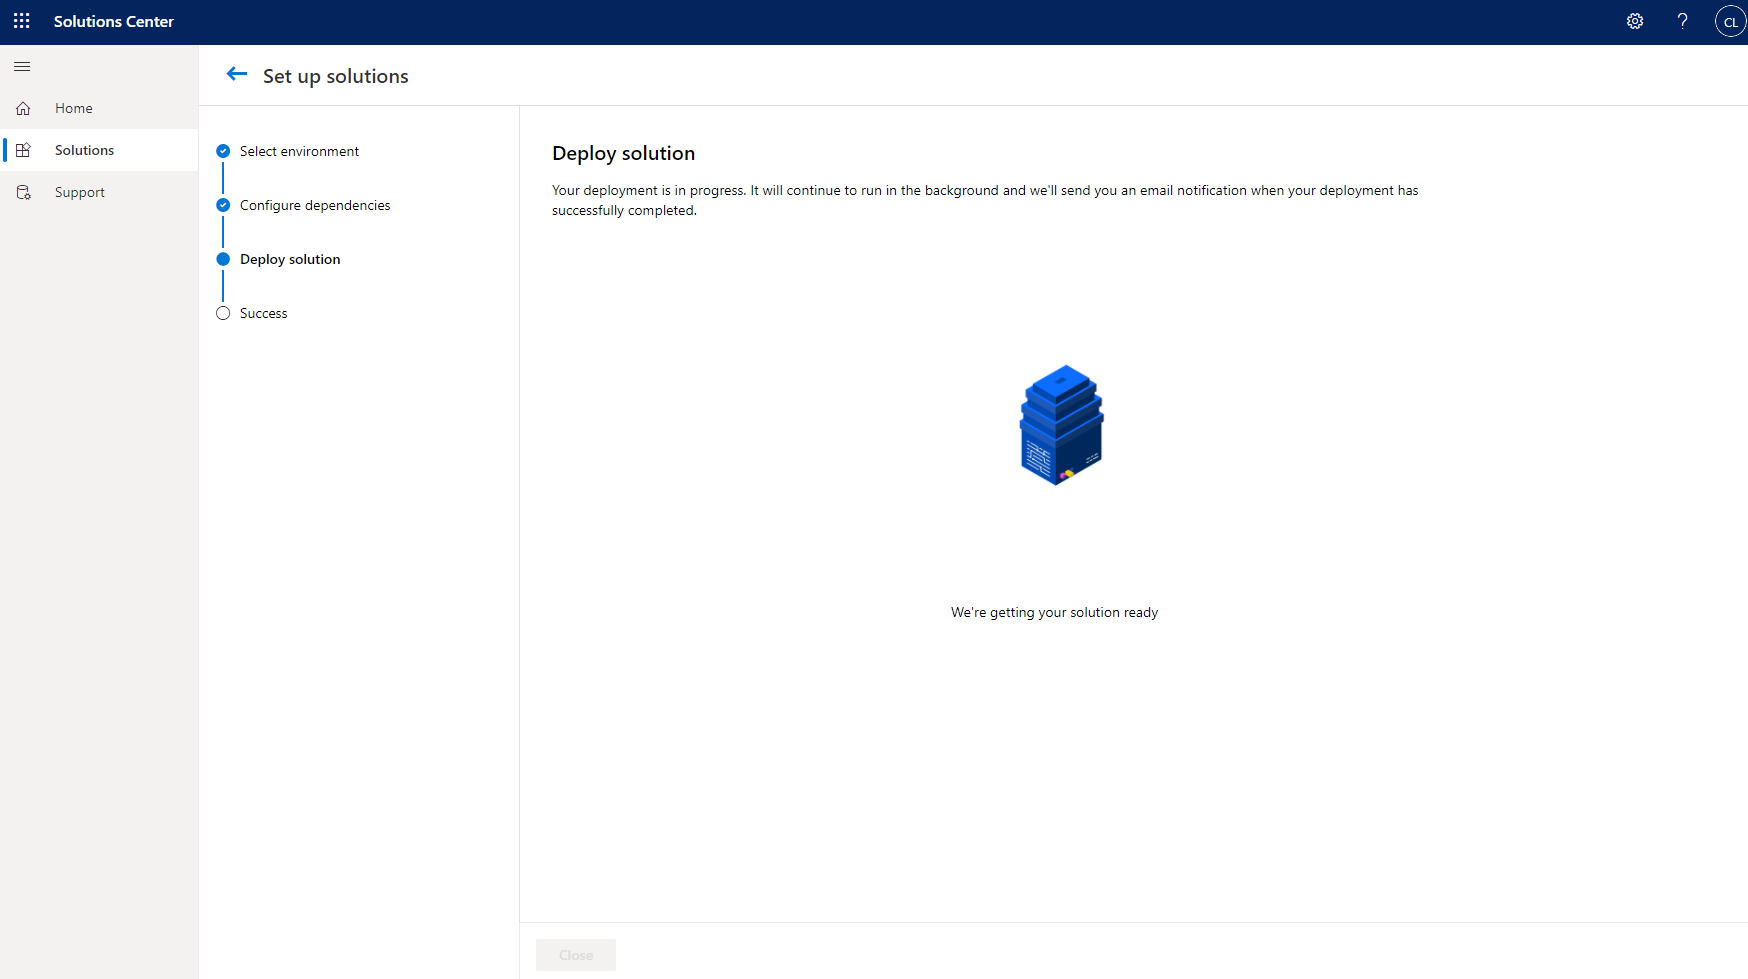 Solutions Center
CL
Home
Solutions
Support
Set up solutions
Select environment
Configure dependencies
Deploy solution
Success
Deploy solution
Your deployment is in progress. It will continue to run in the background and we'll send you an email notification when your deployment has
successfully completed.
We're getting your solution ready
Close